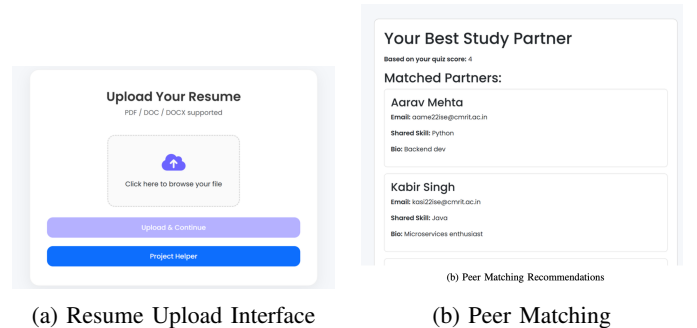 Upload Your Resume
PDF / DOC / DOCX supported
Click here to browse your file
Upload & Continue
Project Helper
(a) Resume Upload Interface
Your Best Study Partner
Based on your quiz score: 4
Matched Partners:
Aarav Mehta
Email: aame22ise@cmrit.ac.in
Shared Skill: Python
Bio: Backend dev
Kabir Singh
Email: kasi22ise@cmrit.ac.in
Shared Skill: Java
Bio: Microservices enthusiast
(b) Peer Matching Recommendations
(b) Peer Matching